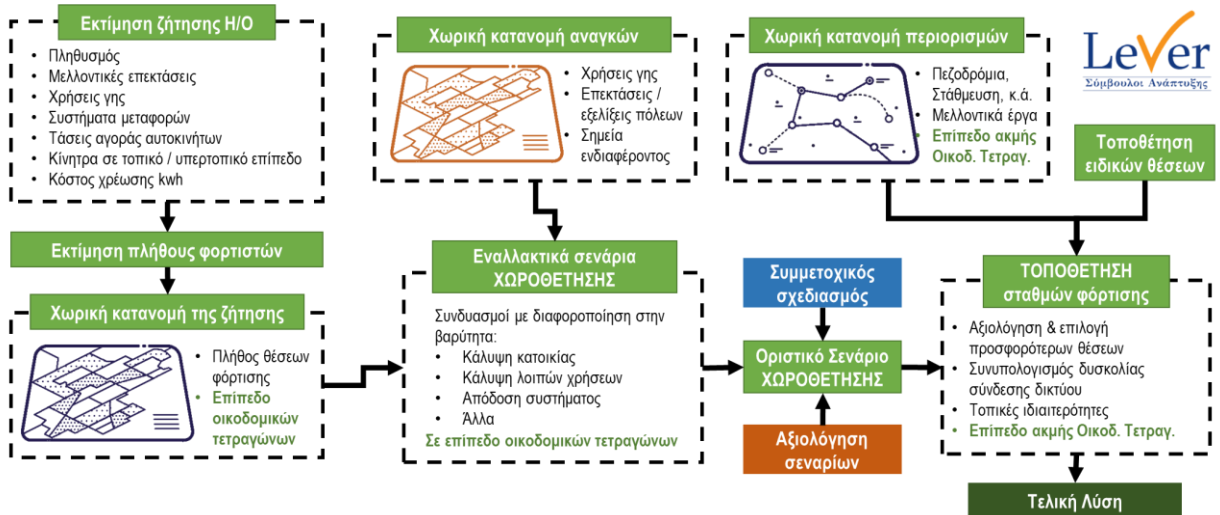 Εκτίμηση ζήτησης Η/Ο
• Πληθυσμός
• Μελλοντικές επεκτάσεις
• Χρήσεις γης
• Συστήματα μεταφορών
• Τάσεις αγοράς αυτοκινήτων
• Κίνητρα σε τοπικό / υπερτοπικό επίπεδο
• Κόστος χρέωσης kwh
Εκτίμηση πλήθους φορτιστών
Χωρική κατανομή της ζήτησης
• Πλήθος θέσεων
φόρτισης
• Επίπεδο
οικοδομικών
τετραγώνων
Χωρική κατανομή αναγκών
• Χρήσεις γης
• Επεκτάσεις /
εξελίξεις πόλεων
• Σημεία
ενδιαφέροντος
Εναλλακτικά σενάρια
ΧΩΡΟΘΕΤΗΣΗΣ
Συνδυασμοί με διαφοροποίηση στην
βαρύτητα:
• Κάλυψη κατοικίας
• Κάλυψη λοιπών χρήσεων
• Απόδοση συστήματος
• Άλλα
Σε επίπεδο οικοδομικών τετραγώνων
Χωρική κατανομή περιορισμών
• Πεζοδρόμια,
Στάθμευση, κ.ά.
• Μελλοντικά έργα
• Επίπεδο ακμής
Οικοδ. Τετραγ.
LeVer
Σύμβουλοι Ανάπτυξης
Τοποθέτηση
ειδικών θέσεων
Συμμετοχικός
σχεδιασμός
Οριστικό Σενάριο
ΧΩΡΟΘΕΤΗΣΗΣ
Αξιολόγηση
σεναρίων
ΤΟΠΟΘΕΤΗΣΗ
σταθμών φόρτισης
• Αξιολόγηση & επιλογή
προσφορότερων θέσεων
• Συνυπολογισμός δυσκολίας
σύνδεσης δικτύου
• Τοπικές ιδιαιτερότητες
• Επίπεδο ακμής Οικοδ. Τετραγ.
Τελική Λύση